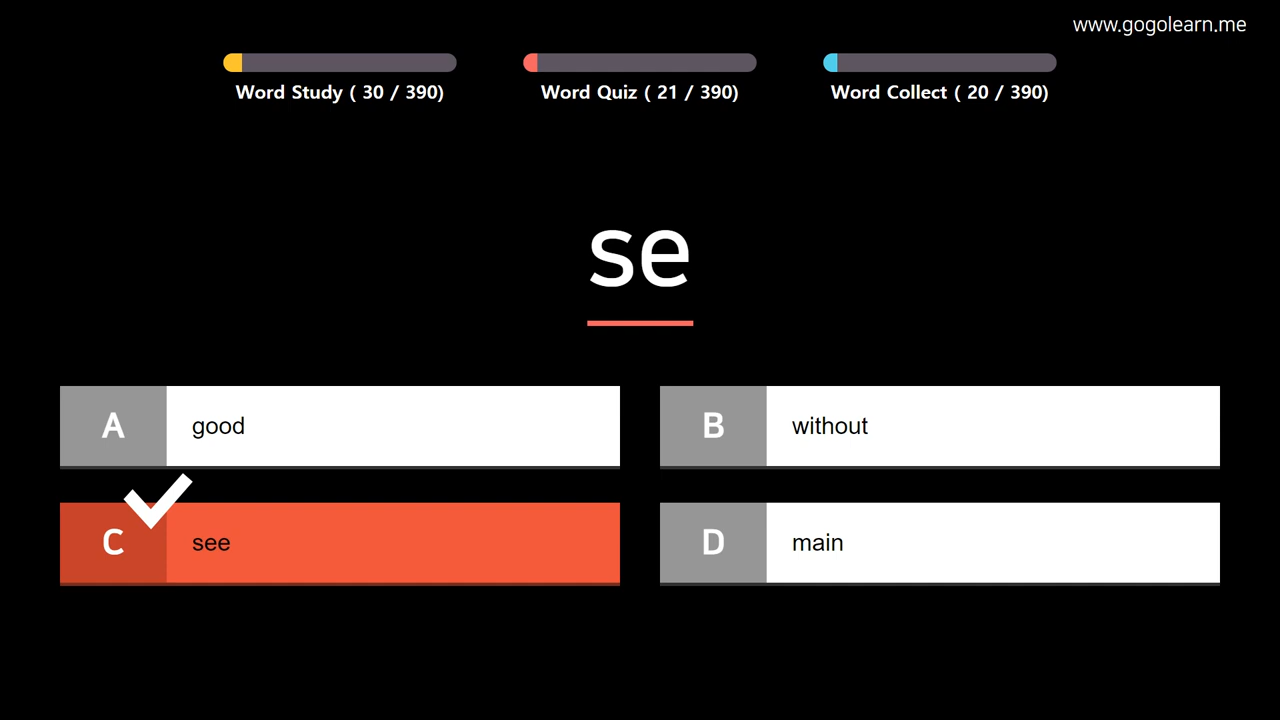 www.gogolearn.me
Word Study ( 30 / 390)
Word Quiz ( 21 / 390)
Word Collect ( 20 / 390)
se
A
good
B
without
C
see
D
main